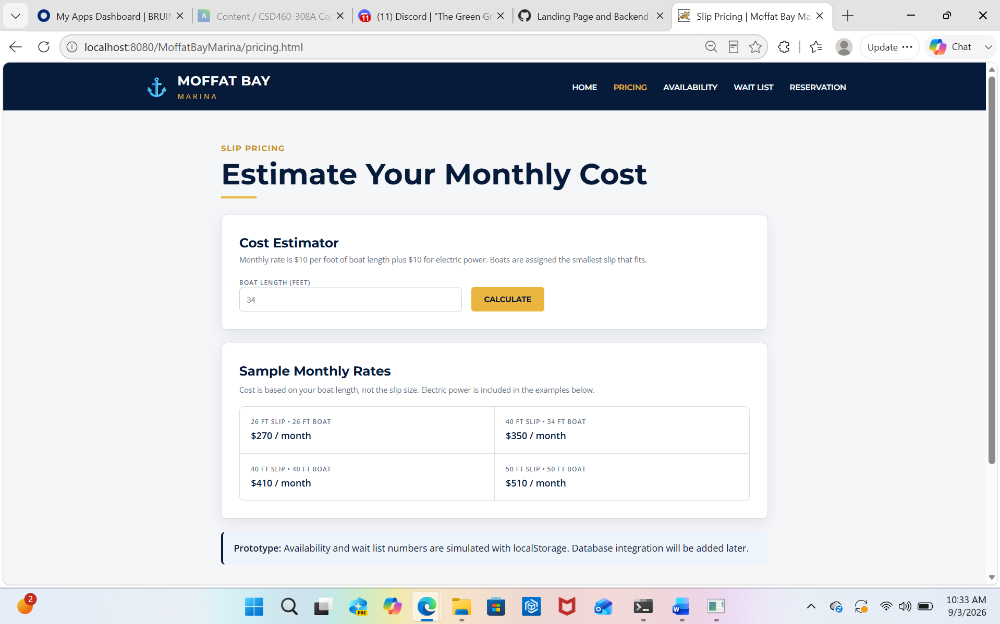 My Apps Dashboard | BRUIN
Content / CSD460-308A Cap
11
(11) Discord | "The Green Gr
Landing Page and Backend
Slip Pricing | Moffat Bay Ma
localhost:8080/MoffatBayMarina/pricing.html
Update
Chat
MOFFAT BAY
MARINA
HOME
PRICING
AVAILABILITY
WAIT LIST
RESERVATION
SLIP PRICING
Estimate Your Monthly Cost
Cost Estimator
Monthly rate is $10 per foot of boat length plus $10 for electric power. Boats are assigned the smallest slip that fits.
BOAT LENGTH (FEET)
34
CALCULATE
Sample Monthly Rates
Cost is based on your boat length, not the slip size. Electric power is included in the examples below.
26 FT SLIP • 26 FT BOAT
$270 / month
40 FT SLIP • 34 FT BOAT
$350 / month
40 FT SLIP • 40 FT BOAT
$410 / month
50 FT SLIP • 50 FT BOAT
$510 / month
Prototype: Availability and wait list numbers are simulated with localStorage. Database integration will be added later.
2
PRE
10:33 AM
9/3/2026